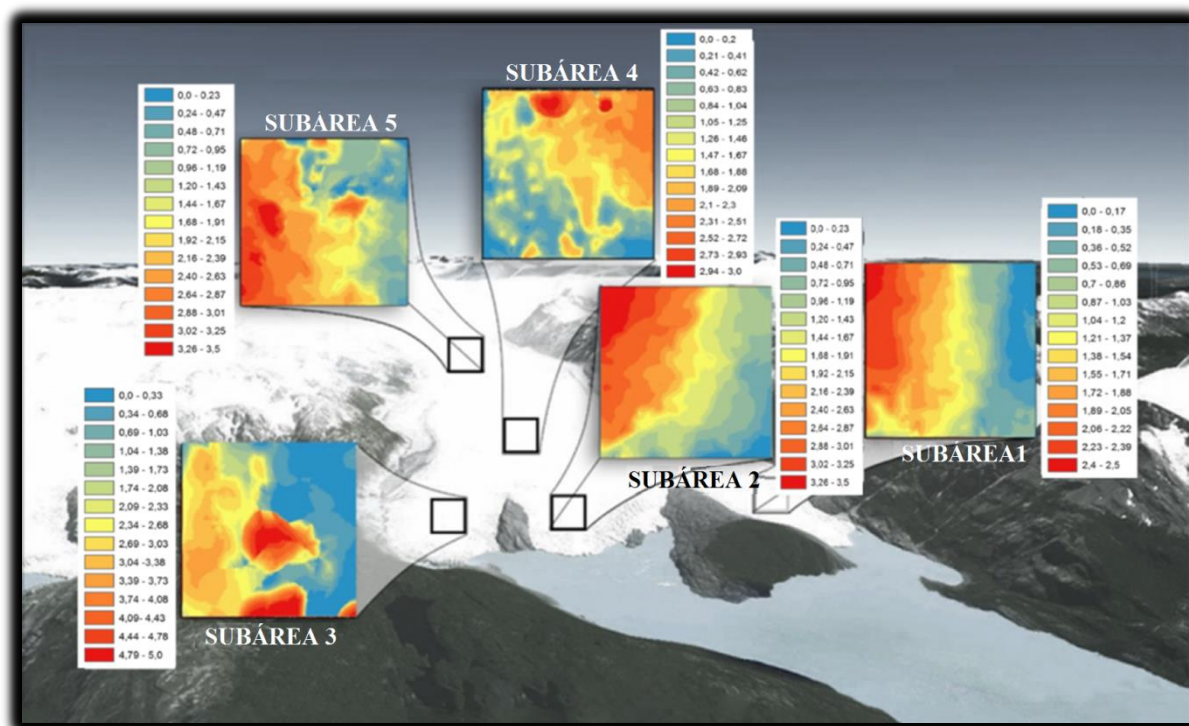 SUBÁREA 4
0,0 - 0,2
0,21 - 0,41
0,42 - 0,62
0,63 - 0,83
0,84 - 1,04
1,05 - 1,25
1,26 - 1,46
1,47 - 1,67
1,68 - 1,88
1,89 - 2,09
2,1 - 2,3
2,31 - 2,51
2,52 - 2,72
2,73 - 2,93
2,94 - 3,0
SUBÁREA 5
0,0 - 0,23
0,24 - 0,47
0,48 - 0,71
0,72 - 0,95
0,96 - 1,19
1,20 - 1,43
1,44 - 1,67
1,68 - 1,91
1,92 - 2,15
2,16 - 2,39
2,40 - 2,63
2,64 - 2,87
2,88 - 3,01
3,02 - 3,25
3,26 - 3,5
SUBÁREA 2
0,0 - 0,23
0,24 - 0,47
0,48 - 0,71
0,72 - 0,95
0,96 - 1,19
1,20 - 1,43
1,44 - 1,67
1,68 - 1,91
1,92 - 2,15
2,16 - 2,39
2,40 - 2,63
2,64 - 2,87
2,88 - 3,01
3,02 - 3,25
3,26 - 3,5
SUBÁREA1
0,0 - 0,17
0,18 - 0,35
0,36 - 0,52
0,53 - 0,69
0,7 - 0,86
0,87 - 1,03
1,04 - 1,2
1,21 - 1,37
1,38 - 1,54
1,55 - 1,71
1,72 - 1,88
1,89 - 2,05
2,06 - 2,22
2,23 - 2,39
2,4 - 2,5
0,0 - 0,33
0,34 - 0,68
0,69 - 1,03
1,04 - 1,38
1,39 - 1,73
1,74 - 2,08
2,09 - 2,33
2,34 - 2,68
2,69 - 3,03
3,04 -3,38
3,39 - 3,73
3,74 - 4,08
4,09- 4,43
4,44 - 4,78
4,79 - 5,0
SUBÁREA 3